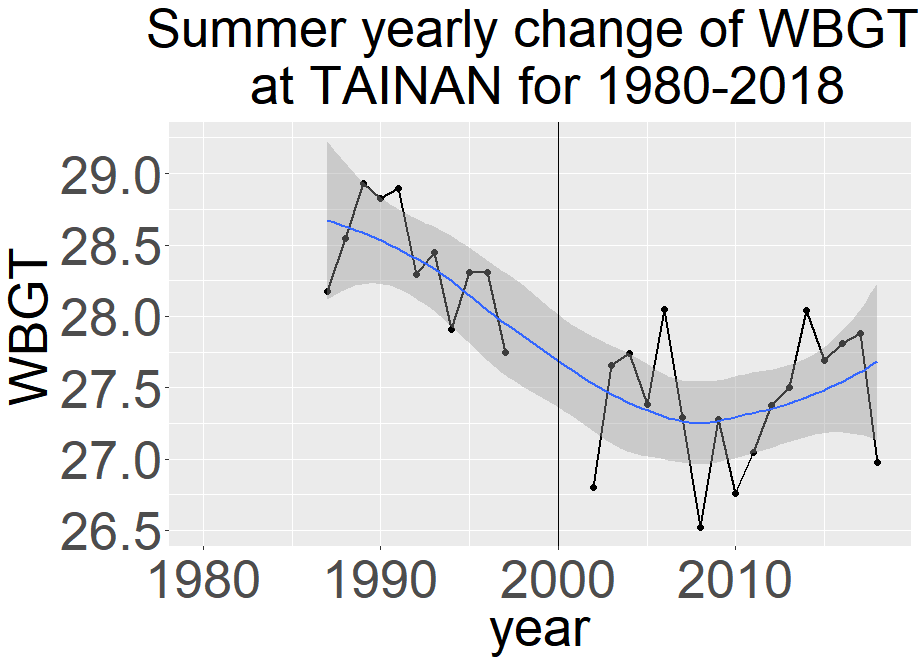 Summer yearly change of WBGT
at TAINAN for 1980-2018
WBGT
29.0
28.5
28.0
27.5
27.0
26.5
1980 1990 2000 2010
year